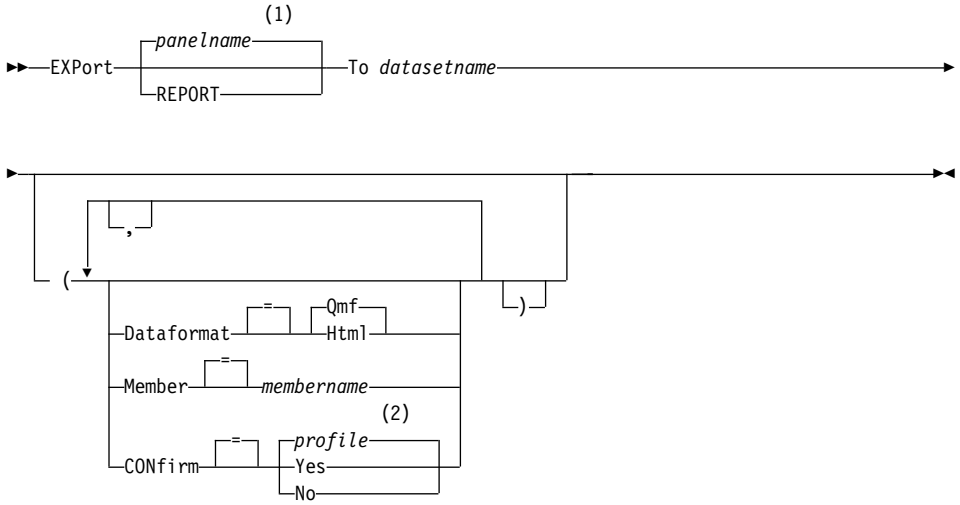 (1)
panelname
EXPort To datasetname
REPORT
,
(
= Qmf
)
Dataformat Html
=
Member membername
(2)
= profile
CONfirm Yes
No